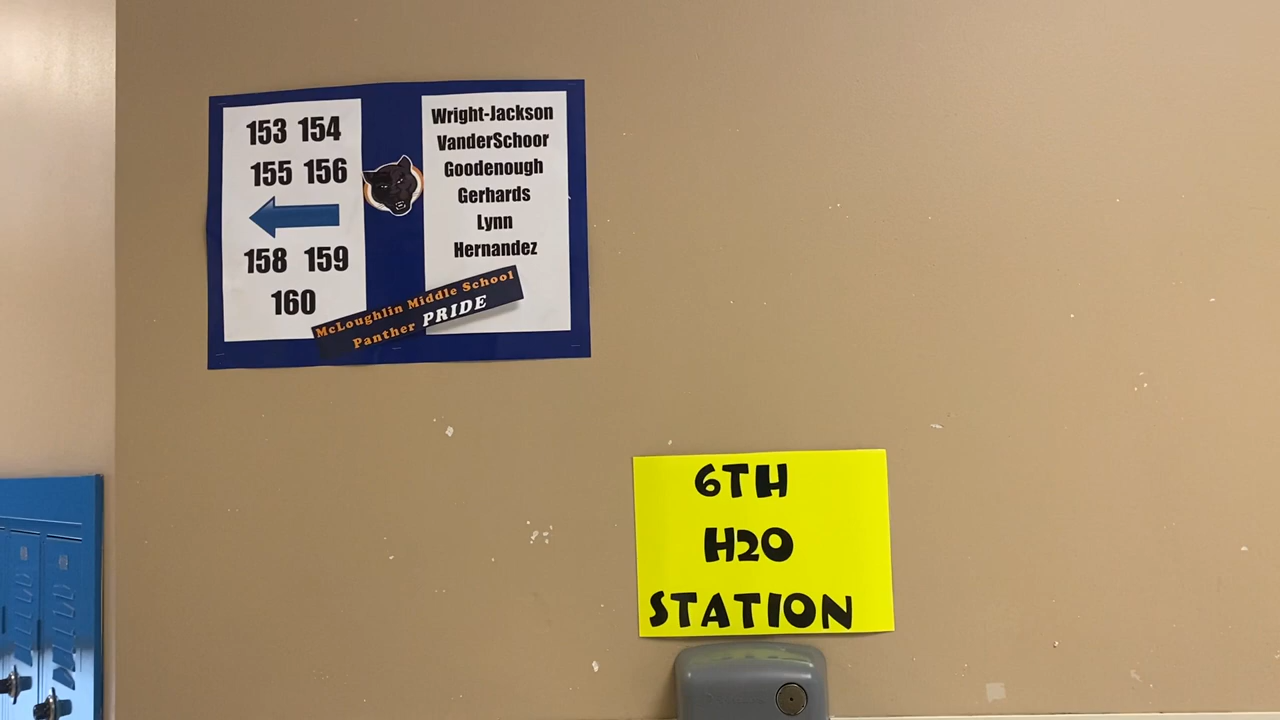 153 154
155 156
158 159
160
Wright-Jackson
VanderSchoor
Goodenough
Gerhards
Lynn
Hernandez
McLoughlin Middle School
Panther PRIDE
6TH
H2O
STATION